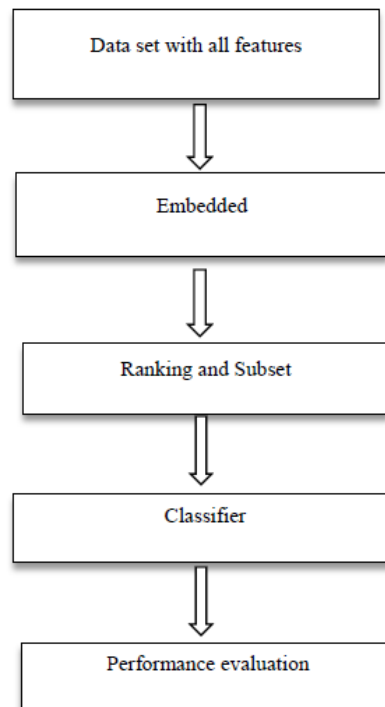 Data set with all features
Embedded
Ranking and Subset
Classifier
Performance evaluation